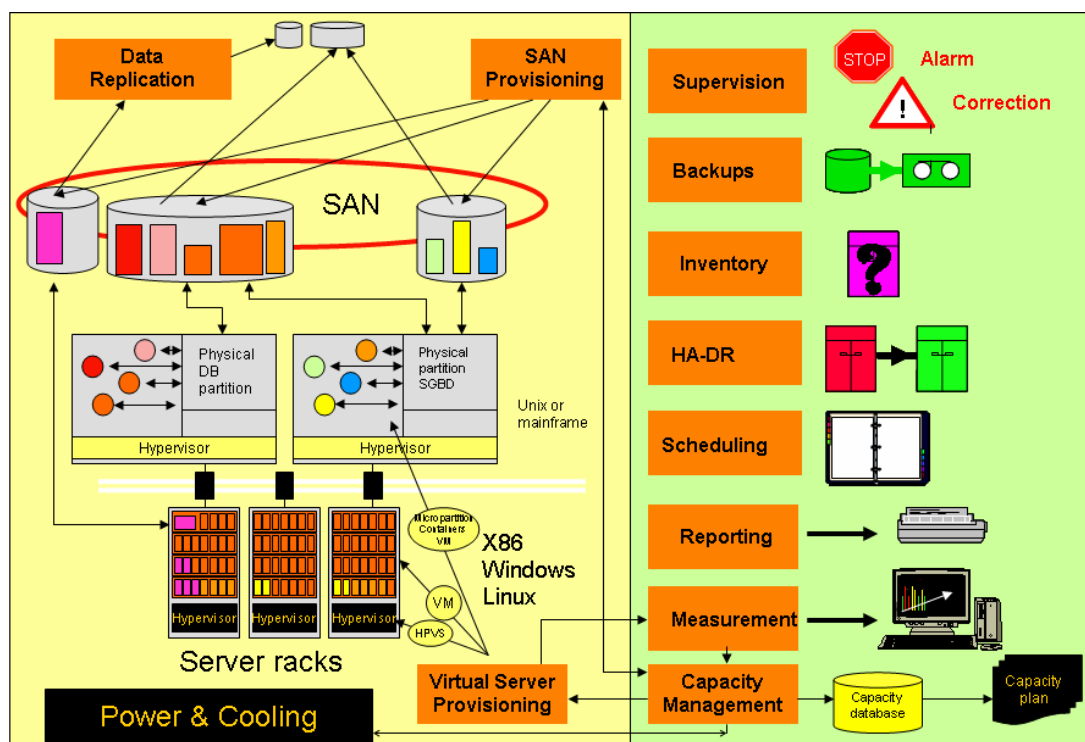 Data
Replication
SAN
Provisioning
SAN
Physical
DB
partition
Hypervisor
Physical
partition
SGBD
Hypervisor
Unix or
mainframe
Micropartition
Containers
VM
X86
Windows
Linux
VM
HPVS
Hypervisor
Hypervisor
Hypervisor
Server racks
Virtual Server
Provisioning
Power & Cooling
Supervision
STOP
Alarm
!
Correction
Backups
Inventory
?
HA-DR
Scheduling
Reporting
Measurement
Capacity
Management
Capacity
database
Capacity
plan